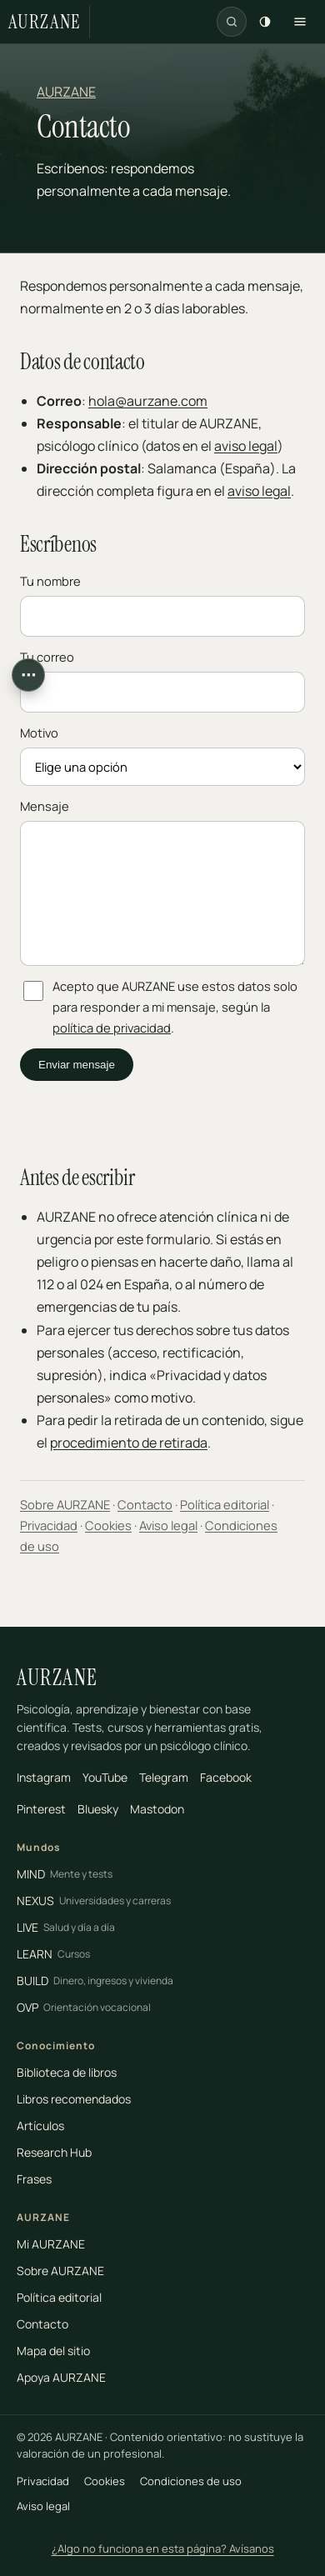 AURZANE
AURZANE
Contacto
Escríbenos: respondemos
personalmente a cada mensaje.
Respondemos personalmente a cada mensaje,
normalmente en 2 o 3 días laborables.
Datos de contacto
Correo: hola@aurzane.com
Responsable: el titular de AURZANE,
psicólogo clínico (datos en el aviso legal)
Dirección postal: Salamanca (España). La
dirección completa figura en el aviso legal.
Escríbenos
Tu nombre
Tu correo
Motivo
Elige una opción
Mensaje
Acepto que AURZANE use estos datos solo
para responder a mi mensaje, según la
política de privacidad.
Enviar mensaje
Antes de escribir
AURZANE no ofrece atención clínica ni de
urgencia por este formulario. Si estás en
peligro o piensas en hacerte daño, llama al
112 o al 024 en España, o al número de
emergencias de tu país.
Para ejercer tus derechos sobre tus datos
personales (acceso, rectificación,
supresión), indica «Privacidad y datos
personales» como motivo.
Para pedir la retirada de un contenido, sigue
el procedimiento de retirada.
Sobre AURZANE · Contacto · Política editorial ·
Privacidad · Cookies · Aviso legal · Condiciones
de uso
AURZANE
Psicología, aprendizaje y bienestar con base
científica. Tests, cursos y herramientas gratis,
creados y revisados por un psicólogo clínico.
Instagram YouTube Telegram Facebook
Pinterest Bluesky Mastodon
Mundos
MIND Mente y tests
NEXUS Universidades y carreras
LIVE Salud y día a día
LEARN Cursos
BUILD Dinero, ingresos y vivienda
OVP Orientación vocacional
Conocimiento
Biblioteca de libros
Libros recomendados
Artículos
Research Hub
Frases
AURZANE
Mi AURZANE
Sobre AURZANE
Política editorial
Contacto
Mapa del sitio
Apoya AURZANE
© 2026 AURZANE · Contenido orientativo: no sustituye la
valoración de un profesional.
Privacidad Cookies Condiciones de uso
Aviso legal
¿Algo no funciona en esta página? Avísanos